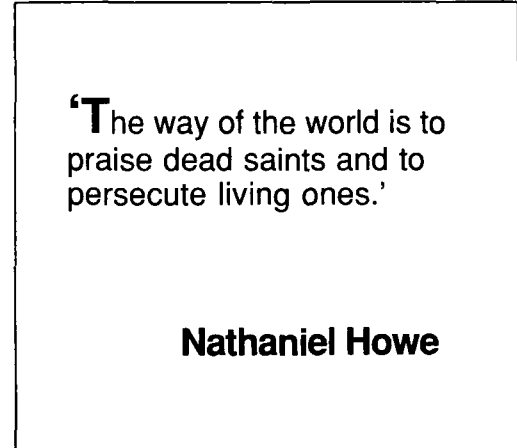 ‘The way of the world is to
praise dead saints and to
persecute living ones.’
Nathaniel Howe